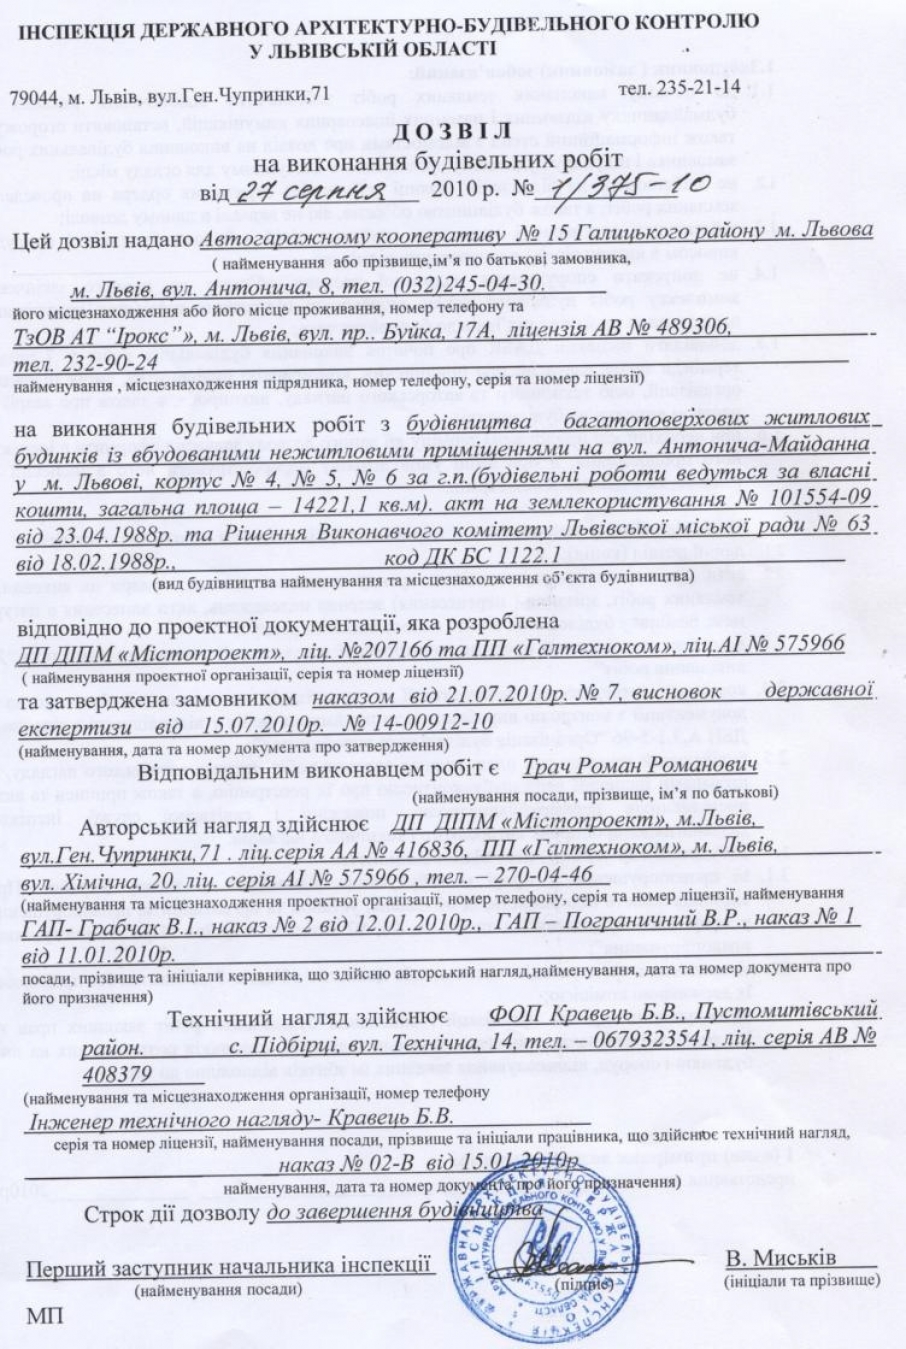 ІНСПЕКЦІЯ ДЕРЖАВНОГО АРХІТЕКТУРНО-БУДІВЕЛЬНОГО КОНТРОЛЮ
У ЛЬВІВСЬКІЙ ОБЛАСТІ
79044, м. Львів, вул.Ген.Чупринки,71 тел. 235-21-14
ДОЗВІЛ
на виконання будівельних робіт
від 27 серпня 2010 р. № 1/375-10
Цей дозвіл надано Автогаражному кооперативу № 15 Галицького району м. Львова
( найменування або прізвище,ім'я по батькові замовника,
м. Львів, вул. Антонича, 8, тел. (032)245-04-30.
його місцезнаходження або його місце проживання, номер телефону та
ТзОВ АТ "Ірокс"», м. Львів, вул. пр.. Буйка, 17А, ліцензія АВ № 489306,
тел. 232-90-24
найменування , місцезнаходження підрядника, номер телефону, серія та номер ліцензії)
на виконання будівельних робіт з будівництва багатоповерхових житлових
будинків із вбудованими нежитловими приміщеннями на вул. Антонича-Майданна
у м. Львові, корпус № 4, № 5, № 6 за г.п.(будівельні роботи ведуться за власні
кошти, загальна площа – 14221,1 кв.м). акт на землекористування № 101554-09
від 23.04.1988р. та Рішення Виконавчого комітету Львівської міської ради № 63
від 18.02.1988р., код ДК БС 1122.1
(вид будівництва найменування та місцезнаходження об'єкта будівництва)
відповідно до проектної документації, яка розроблена
ДП ДІПМ «Містопроект», ліц. №207166 та ПП «Галтехноком», ліц.АІ № 575966
( найменування проектної організації, серія та номер ліцензії)
та затверджена замовником наказом від 21.07.2010р. № 7, висновок державної
експертизи від 15.07.2010р. № 14-00912-10
(найменування, дата та номер документа про затвердження)
Відповідальним виконавцем робіт є Трач Роман Романович
(найменування посади, прізвище, ім'я по батькові)
Авторський нагляд здійснює ДП ДІПМ «Містопроект», м.Львів,
вул.Ген.Чупринки,71 . ліц.серія АА № 416836, ПП «Галтехноком», м. Львів,
вул. Хімічна, 20, ліц. серія АІ № 575966 , тел. – 270-04-46
(найменування та місцезнаходження проектної організації, номер телефону, серія та номер ліцензії, найменування
ГАП- Грабчак В.І., наказ № 2 від 12.01.2010р., ГАП – Пограничний В.Р., наказ № 1
від 11.01.2010р.
посади, прізвище та ініціали керівника, що здійсню авторський нагляд,найменування, дата та номер документа про
його призначення)
Технічний нагляд здійснює ФОП Кравець Б.В., Пустомитівський
район. с. Підбірці, вул. Технічна, 14, тел. – 0679323541, ліц. серія АВ №
408379
(найменування та місцезнаходження організації, номер телефону
Інженер технічного нагляду- Кравець Б.В.
серія та номер ліцензії, найменування посади, прізвище та ініціали працівника, що здійснює технічний нагляд,
наказ № 02-В від 15.01.2010р.
найменування, дата та номер документа про його призначення)
Строк дії дозволу до завершення будівництва
Перший заступник начальника інспекції В. Миськів
(найменування посади) (підпис) (ініціали та прізвище)
МП